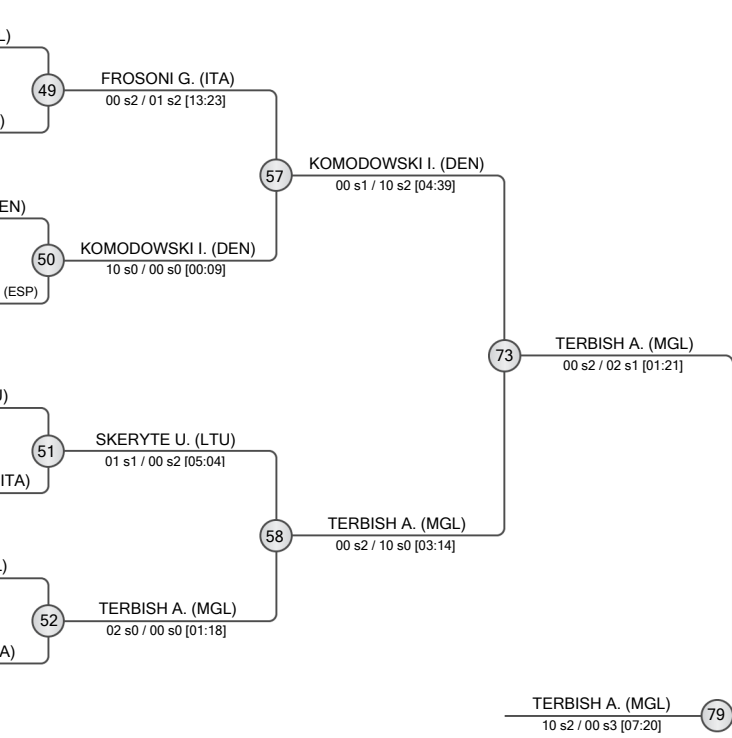 L)
49
FROSONI G. (ITA)
00 s2 / 01 s2 [13:23]
)
57
KOMODOWSKI I. (DEN)
00 s1 / 10 s2 [04:39]
EN)
50
KOMODOWSKI I. (DEN)
10 s0 / 00 s0 [00:09]
(ESP)
73
TERBISH A. (MGL)
00 s2 / 02 s1 [01:21]
J)
51
SKERYTE U. (LTU)
01 s1 / 00 s2 [05:04]
ITA)
58
TERBISH A. (MGL)
00 s2 / 10 s0 [03:14]
L)
52
TERBISH A. (MGL)
02 s0 / 00 s0 [01:18]
A)
TERBISH A. (MGL)
10 s2 / 00 s3 [07:20]
79